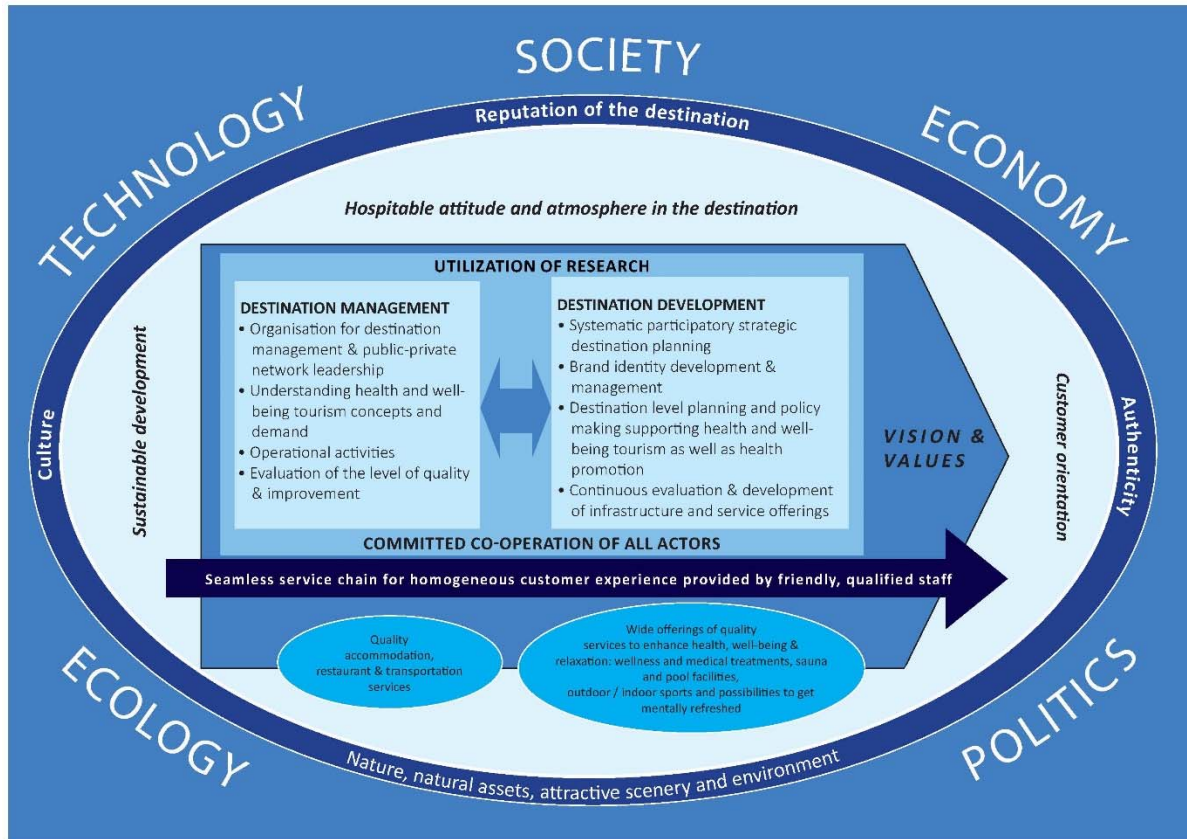 SOCIETY
TECHNOLOGY
ECONOMY
Reputation of the destination
Hospitable attitude and atmosphere in the destination
Culture
Sustainable development
UTILIZATION OF RESEARCH
DESTINATION MANAGEMENT
• Organisation for destination
management & public-private
network leadership
• Understanding health and well-
being tourism concepts and
demand
• Operational activities
• Evaluation of the level of quality
& improvement
DESTINATION DEVELOPMENT
• Systematic participatory strategic
destination planning
• Brand identity development &
management
• Destination level planning and policy
making supporting health and well-
being tourism as well as health
promotion
• Continuous evaluation & development
of infrastructure and service offerings
VISION &
VALUES
Customer orientation
Authenticity
COMMITTED CO-OPERATION OF ALL ACTORS
Seamless service chain for homogeneous customer experience provided by friendly, qualified staff
Quality
accommodation,
restaurant & transportation
services
Wide offerings of quality
services to enhance health, well-being &
relaxation: wellness and medical treatments, sauna
and pool facilities,
outdoor / indoor sports and possibilities to get
mentally refreshed
ECOLOGY
POLITICS
Nature, natural assets, attractive scenery and environment